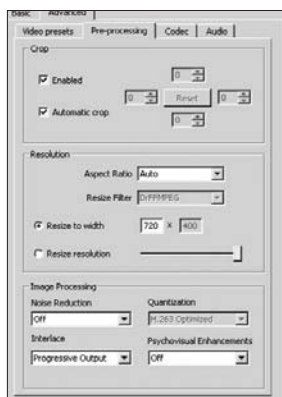 Basic Advanced
Video presets Pre-processing Codec Audio
Crop
Enabled
0
0 Reset 0
Automatic crop
0
Resolution
Aspect Ratio Auto
Resize Filter DrFFMPEG
Resize to width 720 x 400
Resize resolution
Image Processing
Noise Reduction Quantization
Off H.263 Optimized
Interlace Psychovisual Enhancements
Progressive Output Off